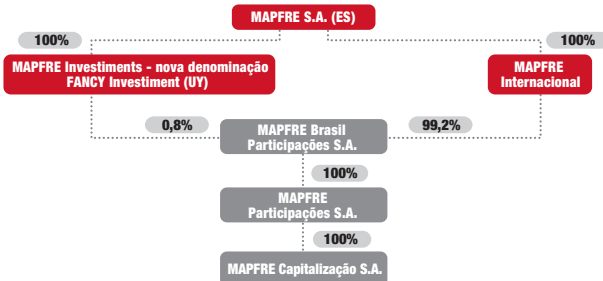 MAPFRE S.A. (ES)
100%
100%
MAPFRE Investiments - nova denominação
FANCY Investiment (UY)
MAPFRE
Internacional
0,8%
MAPFRE Brasil
Participações S.A.
99,2%
100%
MAPFRE
Participações S.A.
100%
MAPFRE Capitalização S.A.